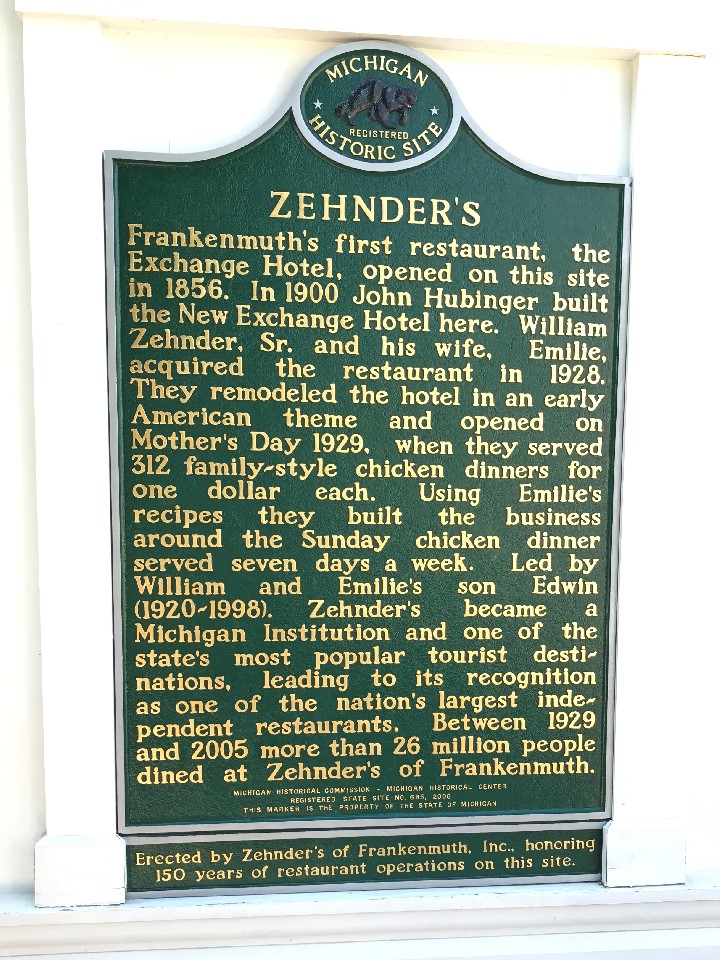 MICHIGAN
REGISTERED
HISTORIC SITE
ZEHNDER'S
Frankenmuth's first restaurant, the
Exchange Hotel, opened on this site
in 1856. In 1900 John Hubinger built
the New Exchange Hotel here. William
Zehnder, Sr. and his wife, Emilie,
acquired the restaurant in 1928.
They remodeled the hotel in an early
American theme and opened on
Mother's Day 1929, when they served
312 family-style chicken dinners for
one dollar each. Using Emilie's
recipes they built the business
around the Sunday chicken dinner
served seven days a week. Led by
William and Emilie's son Edwin
(1920-1998), Zehnder's became a
Michigan Institution and one of the
state's most popular tourist desti-
nations, leading to its recognition
as one of the nation's largest inde-
pendent restaurants. Between 1929
and 2005 more than 26 million people
dined at Zehnder's of Frankenmuth.
MICHIGAN HISTORICAL COMMISSION - MICHIGAN HISTORICAL CENTER
REGISTERED STATE SITE NO. 695, 2006
THIS MARKER IS THE PROPERTY OF THE STATE OF MICHIGAN
Erected by Zehnder's of Frankenmuth, Inc., honoring
150 years of restaurant operations on this site.